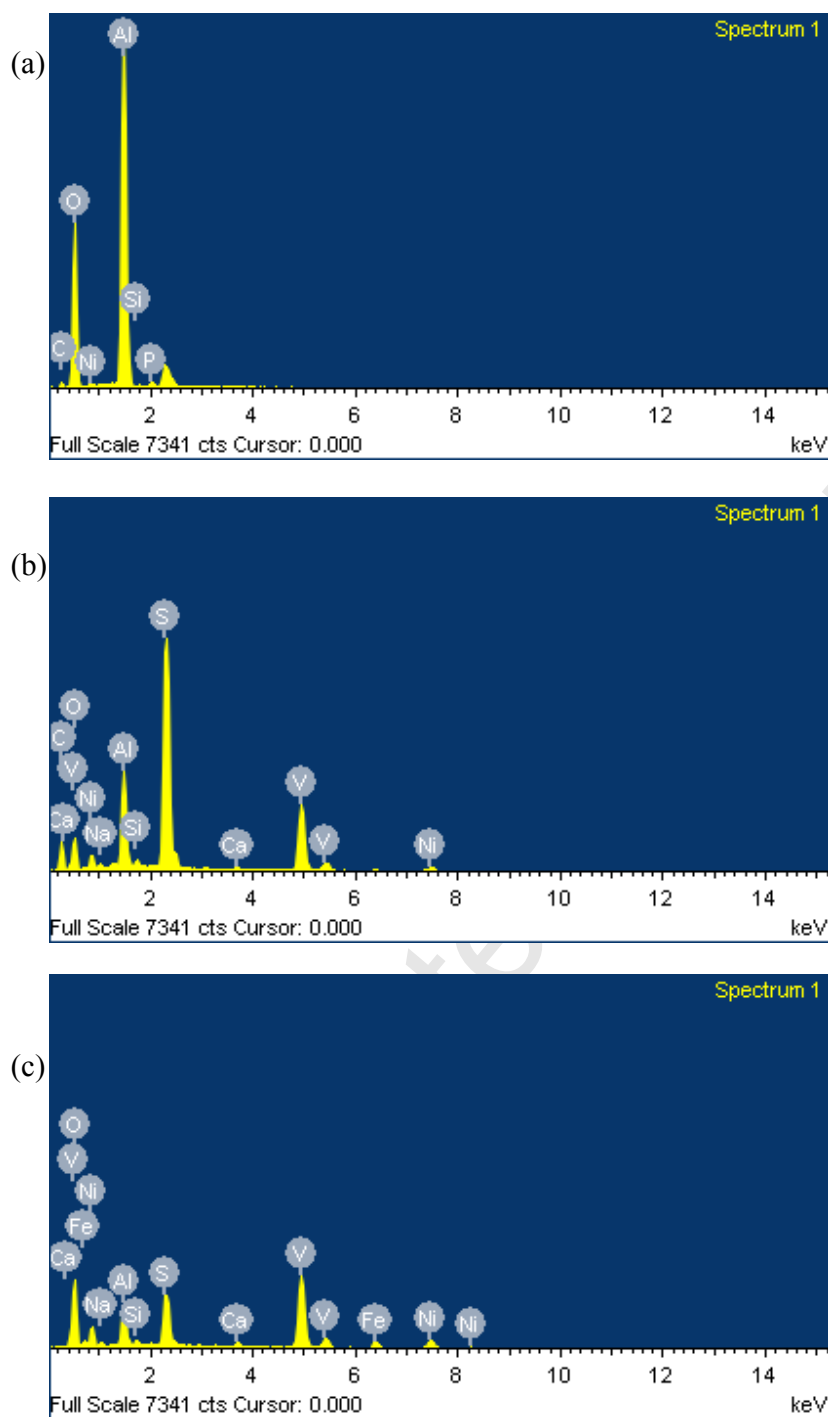 (a)
Spectrum 1
Al
O
Si
C
Ni
P
2 4 6 8 10 12 14
Full Scale 7341 cts Cursor: 0.000 keV
(b)
Spectrum 1
S
O
C
Al
V
V
Ni
Na
Si
Ca
Ca
V
Ni
2 4 6 8 10 12 14
Full Scale 7341 cts Cursor: 0.000 keV
(c)
Spectrum 1
O
V
Ni
Fe
Ca
V
Al
S
Na
Si
Ca
V
Fe
Ni
Ni
2 4 6 8 10 12 14
Full Scale 7341 cts Cursor: 0.000 keV